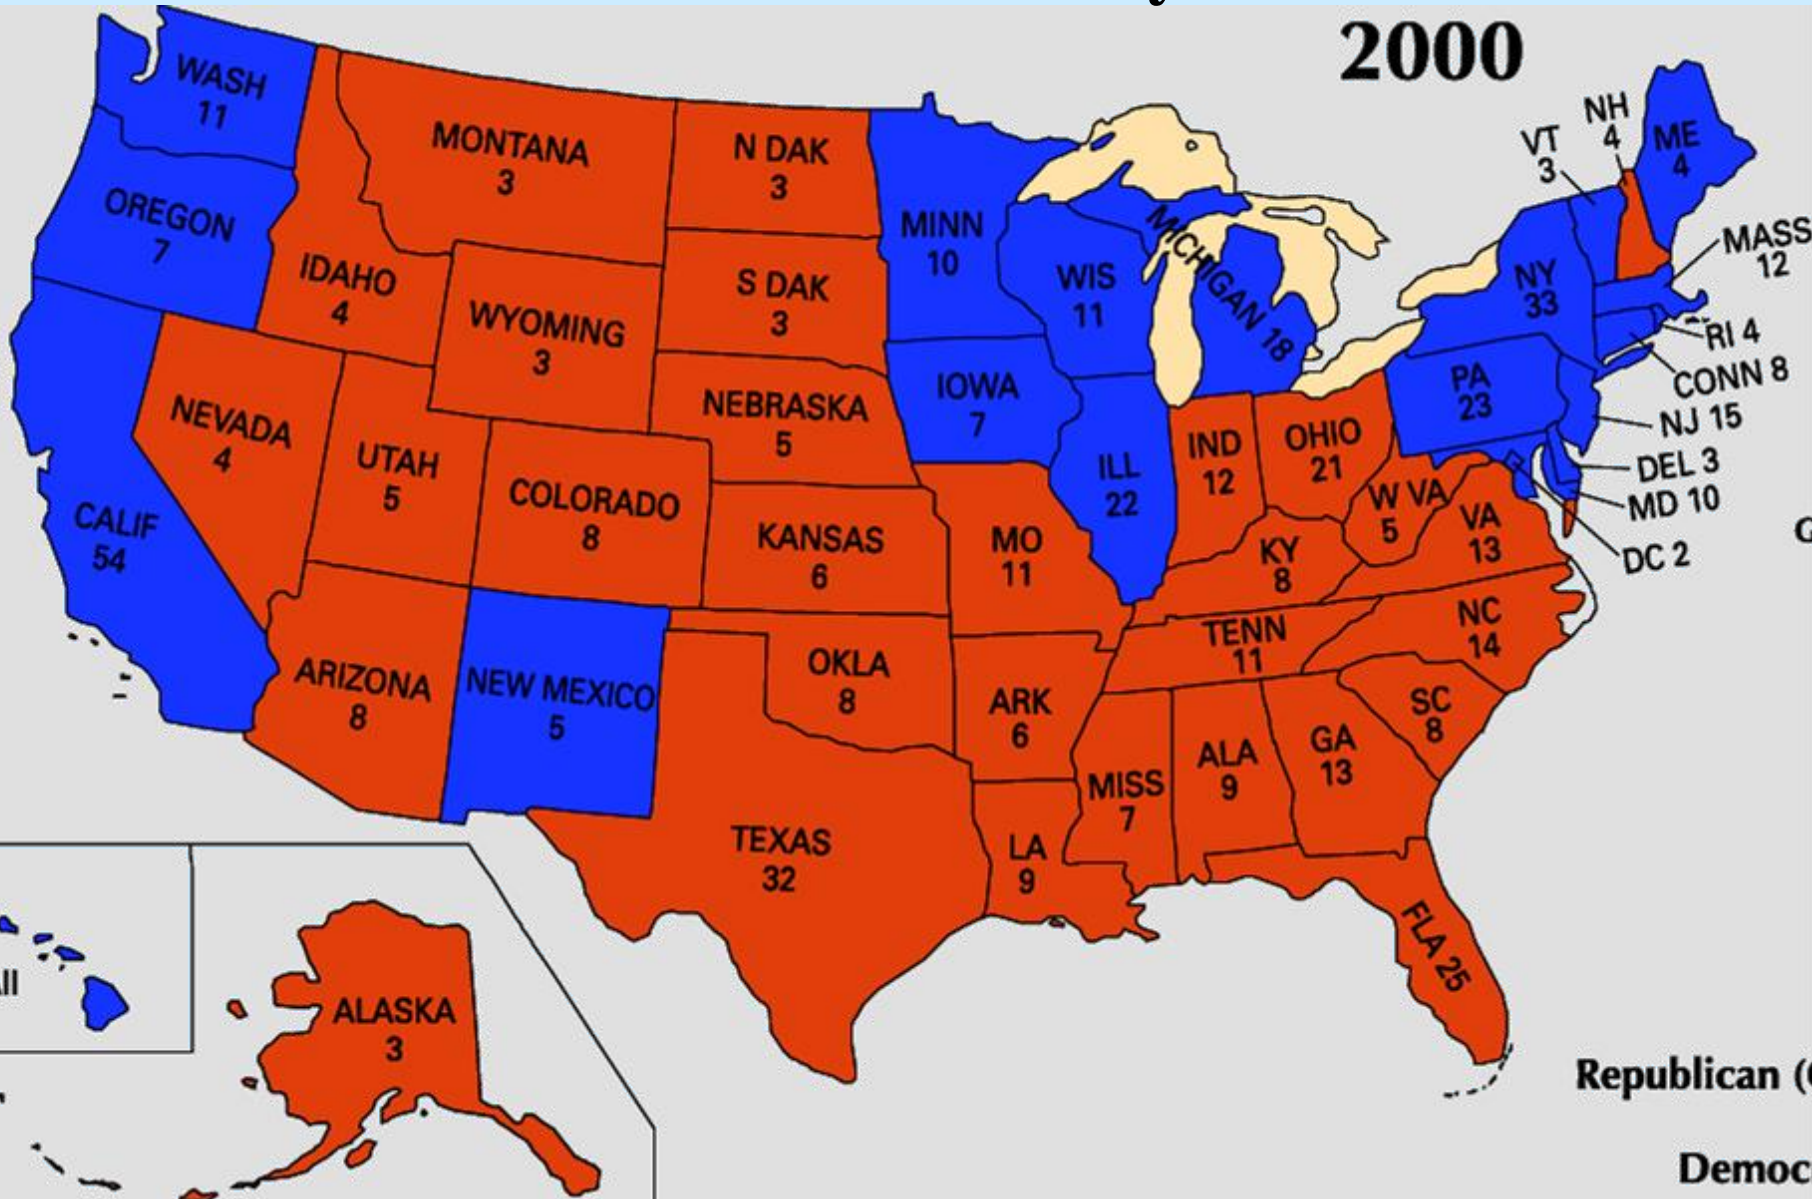 2000
WASH
11
OREGON
7
CALIF
54
NEVADA
4
IDAHO
4
MONTANA
3
WYOMING
3
UTAH
5
COLORADO
8
ARIZONA
8
NEW MEXICO
5
N DAK
3
S DAK
3
NEBRASKA
5
KANSAS
6
OKLA
8
TEXAS
32
MINN
10
IOWA
7
MO
11
ARK
6
LA
9
WIS
11
ILL
22
MICHIGAN 18
IND
12
OHIO
21
KY
8
TENN
11
MISS
7
ALA
9
GA
13
FLA 25
SC
8
NC
14
VA
13
W VA
5
PA
23
NY
33
VT
3
NH
4
ME
4
MASS
12
RI 4
CONN 8
NJ 15
DEL 3
MD 10
DC 2
ALASKA
3
Republican (
Democ